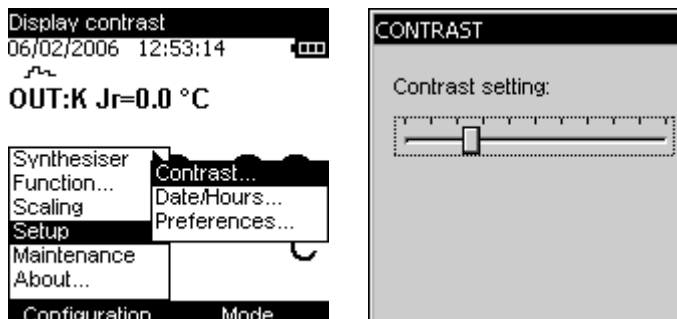 Display contrast
06/02/2006 12:53:14
OUT:K Jr=0.0 °C
Synthesiser
Function...
Scaling
Setup
Maintenance
About...
Contrast...
Date/Hours...
Preferences...
Configuration Mode
CONTRAST
Contrast setting: